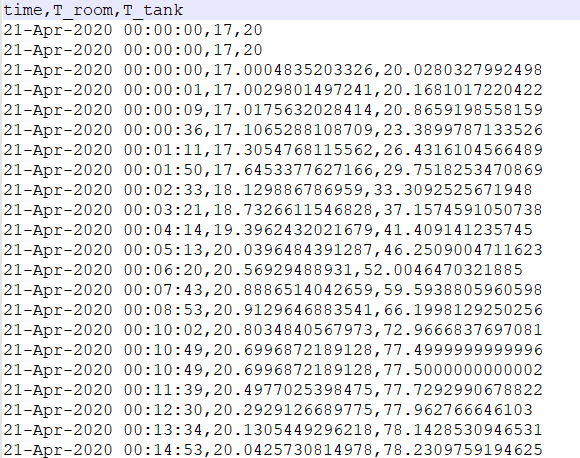 time,T_room,T_tank
21-Apr-2020 00:00:00,17,20
21-Apr-2020 00:00:00,17,20
21-Apr-2020 00:00:00,17.0004835203326,20.0280327992498
21-Apr-2020 00:00:01,17.0029801497241,20.1681017220422
21-Apr-2020 00:00:09,17.0175632028414,20.8659198558159
21-Apr-2020 00:00:36,17.1065288108709,23.3899787133526
21-Apr-2020 00:01:11,17.3054768115562,26.4316104566489
21-Apr-2020 00:01:50,17.6453377627166,29.7518253470869
21-Apr-2020 00:02:33,18.129886786959,33.3092525671948
21-Apr-2020 00:03:21,18.7326611546828,37.1574591050738
21-Apr-2020 00:04:14,19.3962432021679,41.409141235745
21-Apr-2020 00:05:13,20.0396484391287,46.2509004711623
21-Apr-2020 00:06:20,20.56929488931,52.0046470321885
21-Apr-2020 00:07:43,20.8886514042659,59.5938805960598
21-Apr-2020 00:08:53,20.9129646883541,66.1998129250256
21-Apr-2020 00:10:02,20.8034840567973,72.9666837697081
21-Apr-2020 00:10:49,20.6996872189128,77.4999999999996
21-Apr-2020 00:10:49,20.6996872189128,77.5000000000002
21-Apr-2020 00:11:39,20.4977025398475,77.7292990678822
21-Apr-2020 00:12:30,20.2929126689775,77.962766646103
21-Apr-2020 00:13:34,20.1305449296218,78.1428530946531
21-Apr-2020 00:14:53,20.0425730814978,78.2309759194625